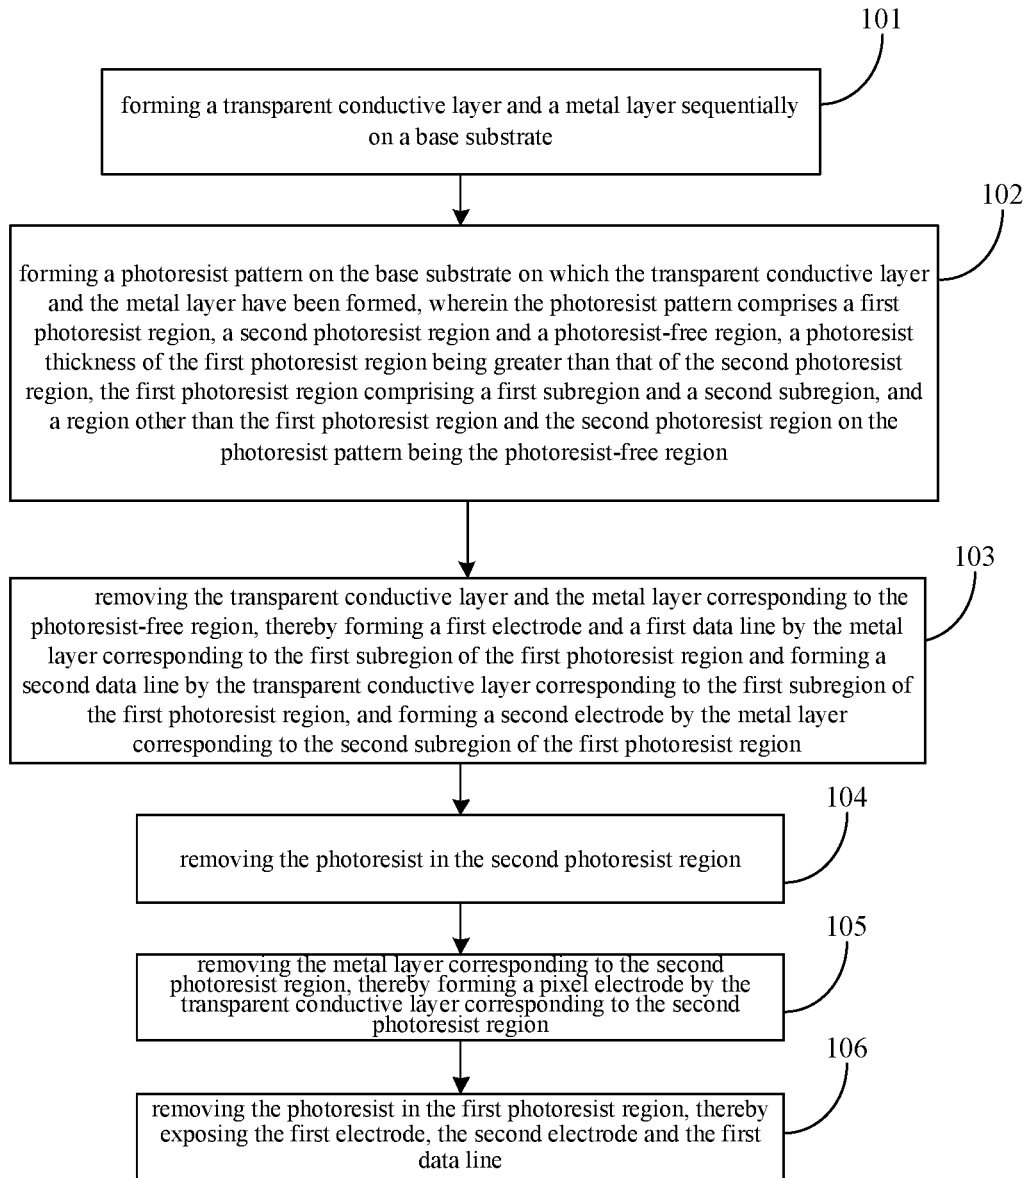 101
forming a transparent conductive layer and a metal layer sequentially
on a base substrate
102
forming a photoresist pattern on the base substrate on which the transparent conductive layer
and the metal layer have been formed, wherein the photoresist pattern comprises a first
photoresist region, a second photoresist region and a photoresist-free region, a photoresist
thickness of the first photoresist region being greater than that of the second photoresist
region, the first photoresist region comprising a first subregion and a second subregion, and
a region other than the first photoresist region and the second photoresist region on the
photoresist pattern being the photoresist-free region
103
removing the transparent conductive layer and the metal layer corresponding to the
photoresist-free region, thereby forming a first electrode and a first data line by the metal
layer corresponding to the first subregion of the first photoresist region and forming a
second data line by the transparent conductive layer corresponding to the first subregion of
the first photoresist region, and forming a second electrode by the metal layer
corresponding to the second subregion of the first photoresist region
104
removing the photoresist in the second photoresist region
105
removing the metal layer corresponding to the second
photoresist region, thereby forming a pixel electrode by the
transparent conductive layer corresponding to the second
photoresist region
106
removing the photoresist in the first photoresist region, thereby
exposing the first electrode, the second electrode and the first
data line